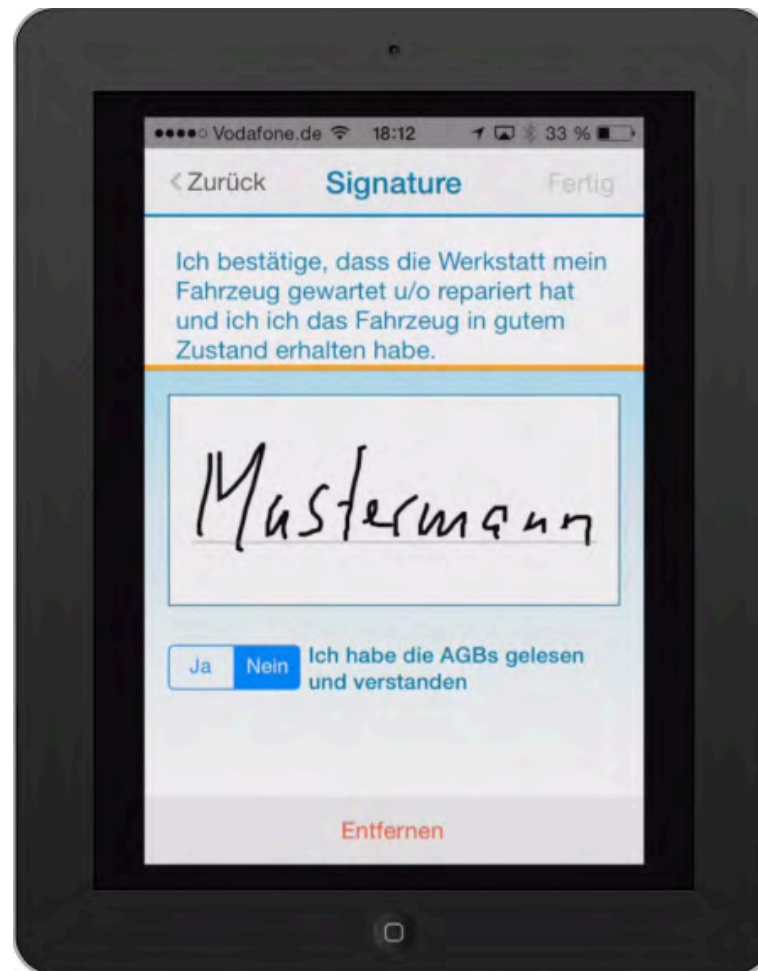 Vodafone.de 18:12 33 %
< Zurück Signature Fertig
Ich bestätige, dass die Werkstatt mein
Fahrzeug gewartet u/o repariert hat
und ich ich das Fahrzeug in gutem
Zustand erhalten habe.
Mustermann
Ja Nein Ich habe die AGBs gelesen
und verstanden
Entfernen